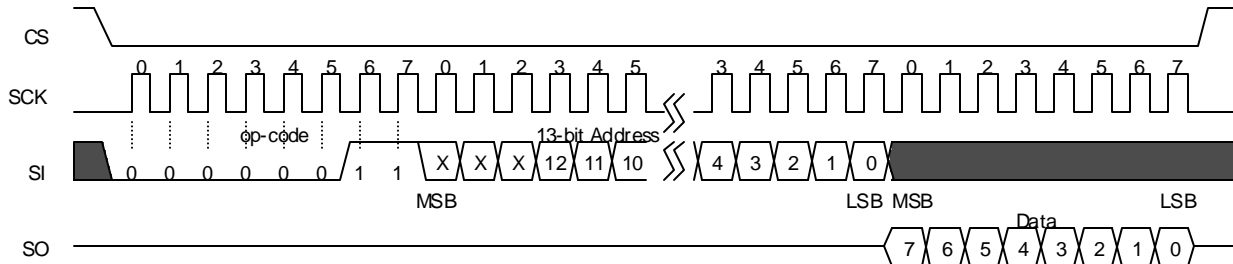 CS
0 1 2 3 4 5 6 7 0 1 2 3 4 5 3 4 5 6 7 0 1 2 3 4 5 6 7
SCK
op-code 13-bit Address
SI 0 0 0 0 0 0 1 1 X X X 12 11 10 4 3 2 1 0
MSB LSB MSB LSB
Data
SO 7 6 5 4 3 2 1 0